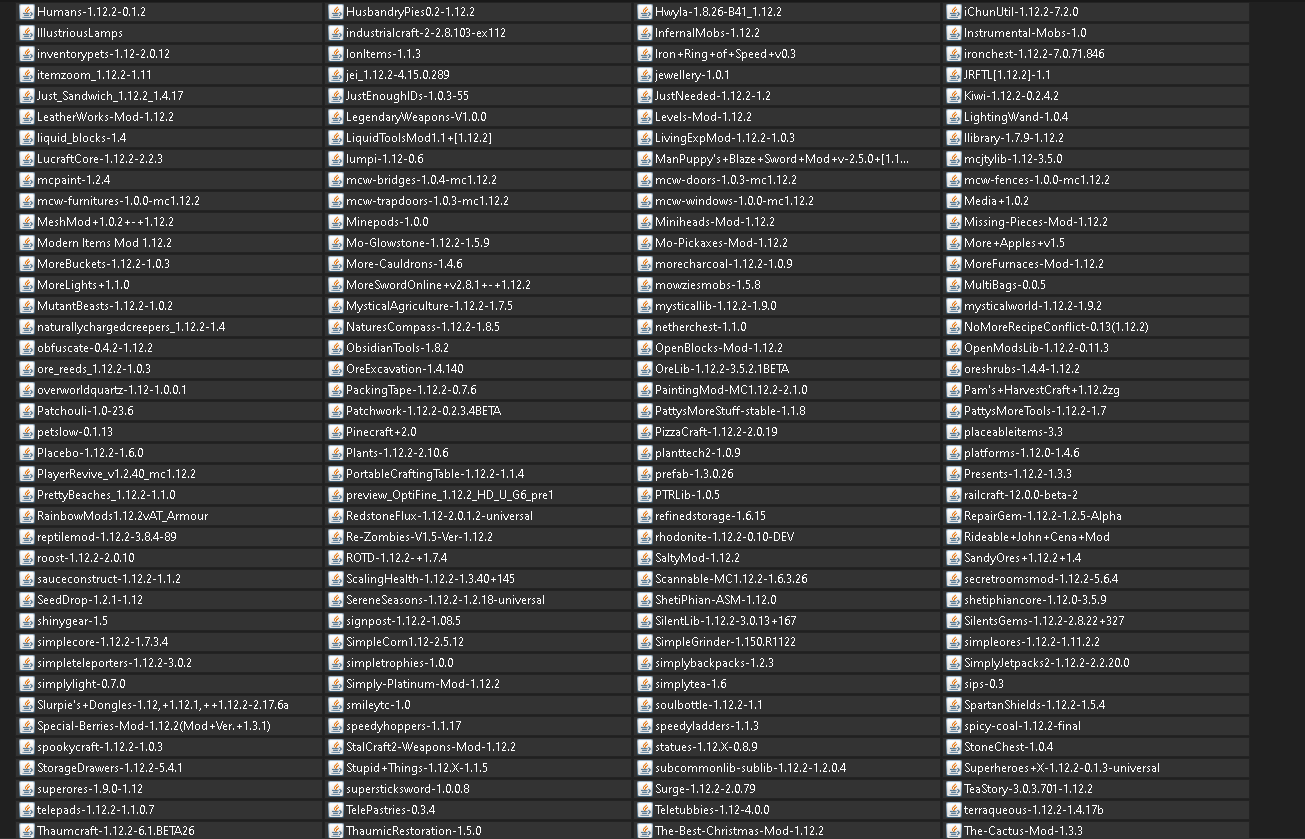 Humans-1.12.2-0.1.2 HusbandryPies0.2-1.12.2 Hwyla-1.8.26-B41_1.12.2 iChunUtil-1.12.2-7.2.0
IllustriousLamps industrialcraft-2-2.8.103-ex112 InfernalMobs-1.12.2 Instrumental-Mobs-1.0
inventorypets-1.12-2.0.12 IonItems-1.1.3 Iron+Ring+of+Speed+v0.3 ironchest-1.12.2-7.0.71.846
itemzoom_1.12.2-1.11 jei_1.12.2-4.15.0.289 jewellery-1.0.1 JRFTL[1.12.2]-1.1
Just_Sandwich_1.12.2_1.4.17 JustEnoughIDs-1.0.3-55 JustNeeded-1.12.2-1.2 Kiwi-1.12.2-0.2.4.2
LeatherWorks-Mod-1.12.2 LegendaryWeapons-V1.0.0 Levels-Mod-1.12.2 LightingWand-1.0.4
liquid_blocks-1.4 LiquidToolsMod1.1+[1.12.2] LivingExpMod-1.12.2-1.0.3 llibrary-1.7.9-1.12.2
LucraftCore-1.12.2-2.2.3 lumpi-1.12-0.6 ManPuppy's+Blaze+Sword+Mod+v-2.5.0+[1.1... mcjtylib-1.12-3.5.0
mcpaint-1.2.4 mcw-bridges-1.0.4-mc1.12.2 mcw-doors-1.0.3-mc1.12.2 mcw-fences-1.0.0-mc1.12.2
mcw-furnitures-1.0.0-mc1.12.2 mcw-trapdoors-1.0.3-mc1.12.2 mcw-windows-1.0.0-mc1.12.2 Media+1.0.2
MeshMod+1.0.2+-+1.12.2 Minepods-1.0.0 Miniheads-Mod-1.12.2 Missing-Pieces-Mod-1.12.2
Modern Items Mod 1.12.2 Mo-Glowstone-1.12.2-1.5.9 Mo-Pickaxes-Mod-1.12.2 More+Apples+v1.5
MoreBuckets-1.12.2-1.0.3 More-Cauldrons-1.4.6 morecharcoal-1.12.2-1.0.9 MoreFurnaces-Mod-1.12.2
MoreLights+1.1.0 MoreSwordOnline+v2.8.1+-+1.12.2 mowziesmobs-1.5.8 MultiBags-0.0.5
MutantBeasts-1.12.2-1.0.2 MysticalAgriculture-1.12.2-1.7.5 mysticallib-1.12.2-1.9.0 mysticalworld-1.12.2-1.9.2
naturallychargedcreepers_1.12.2-1.4 NaturesCompass-1.12.2-1.8.5 netherchest-1.1.0 NoMoreRecipeConflict-0.13(1.12.2)
obfuscate-0.4.2-1.12.2 ObsidianTools-1.8.2 OpenBlocks-Mod-1.12.2 OpenModsLib-1.12.2-0.11.3
ore_reeds_1.12.2-1.0.3 OreExcavation-1.4.140 OreLib-1.12.2-3.5.2.1BETA oreshrubs-1.4.4-1.12.2
overworldquartz-1.12-1.0.0.1 PackingTape-1.12.2-0.7.6 PaintingMod-MC1.12.2-2.1.0 Pam's+HarvestCraft+1.12.2zg
Patchouli-1.0-23.6 Patchwork-1.12.2-0.2.3.4BETA PattysMoreStuff-stable-1.1.8 PattysMoreTools-1.12.2-1.7
petslow-0.1.13 Pinecraft+2.0 PizzaCraft-1.12.2-2.0.19 placeableitems-3.3
Placebo-1.12.2-1.6.0 Plants-1.12.2-2.10.6 planttech2-1.0.9 platforms-1.12.0-1.4.6
PlayerRevive_v1.2.40_mc1.12.2 PortableCraftingTable-1.12.2-1.1.4 prefab-1.3.0.26 Presents-1.12.2-1.3.3
PrettyBeaches_1.12.2-1.1.0 preview_OptiFine_1.12.2_HD_U_G6_pre1 PTRLib-1.0.5 railcraft-12.0.0-beta-2
RainbowMods1.12.2vAT_Armour RedstoneFlux-1.12-2.0.1.2-universal refinedstorage-1.6.15 RepairGem-1.12.2-1.2.5-Alpha
reptilemod-1.12.2-3.8.4-89 Re-Zombies-V1.5-Ver-1.12.2 rhodonite-1.12.2-0.10-DEV Rideable+John+Cena+Mod
roost-1.12.2-2.0.10 ROTD-1.12.2-+1.7.4 SaltyMod-1.12.2 SandyOres+1.12.2+1.4
sauceconstruct-1.12.2-1.1.2 ScalingHealth-1.12.2-1.3.40+145 Scannable-MC1.12.2-1.6.3.26 secretroomsmod-1.12.2-5.6.4
SeedDrop-1.2.1-1.12 SereneSeasons-1.12.2-1.2.18-universal ShetiPhian-ASM-1.12.0 shetiphiancore-1.12.0-3.5.9
shinygear-1.5 signpost-1.12.2-1.08.5 SilentLib-1.12.2-3.0.13+167 SilentsGems-1.12.2-2.8.22+327
simplecore-1.12.2-1.7.3.4 SimpleCorn1.12-2.5.12 SimpleGrinder-1.150.R1122 simpleores-1.12.2-1.11.2.2
simpleteleporters-1.12.2-3.0.2 simpletrophies-1.0.0 simplybackpacks-1.2.3 SimplyJetpacks2-1.12.2-2.2.20.0
simplylight-0.7.0 Simply-Platinum-Mod-1.12.2 simplytea-1.6 sips-0.3
Slurpie's+Dongles-1.12,+1.12.1,++1.12.2-2.17.6a smileytc-1.0 soulbottle-1.12.2-1.1 SpartanShields-1.12.2-1.5.4
Special-Berries-Mod-1.12.2(Mod+Ver.+1.3.1) speedyhoppers-1.1.17 speedyladders-1.1.3 spicy-coal-1.12.2-final
spookycraft-1.12.2-1.0.3 StalCraft2-Weapons-Mod-1.12.2 statues-1.12.X-0.8.9 StoneChest-1.0.4
StorageDrawers-1.12.2-5.4.1 Stupid+Things-1.12.X-1.1.5 subcommonlib-sublib-1.12.2-1.2.0.4 Superheroes+X-1.12.2-0.1.3-universal
superores-1.9.0-1.12 supersticksword-1.0.0.8 Surge-1.12.2-2.0.79 TeaStory-3.0.3.701-1.12.2
telepads-1.12.2-1.1.0.7 TelePastries-0.3.4 Teletubbies-1.12-4.0.0 terraqueous-1.12.2-1.4.17b
Thaumcraft-1.12.2-6.1.BETA26 ThaumicRestoration-1.5.0 The-Best-Christmas-Mod-1.12.2 The-Cactus-Mod-1.3.3